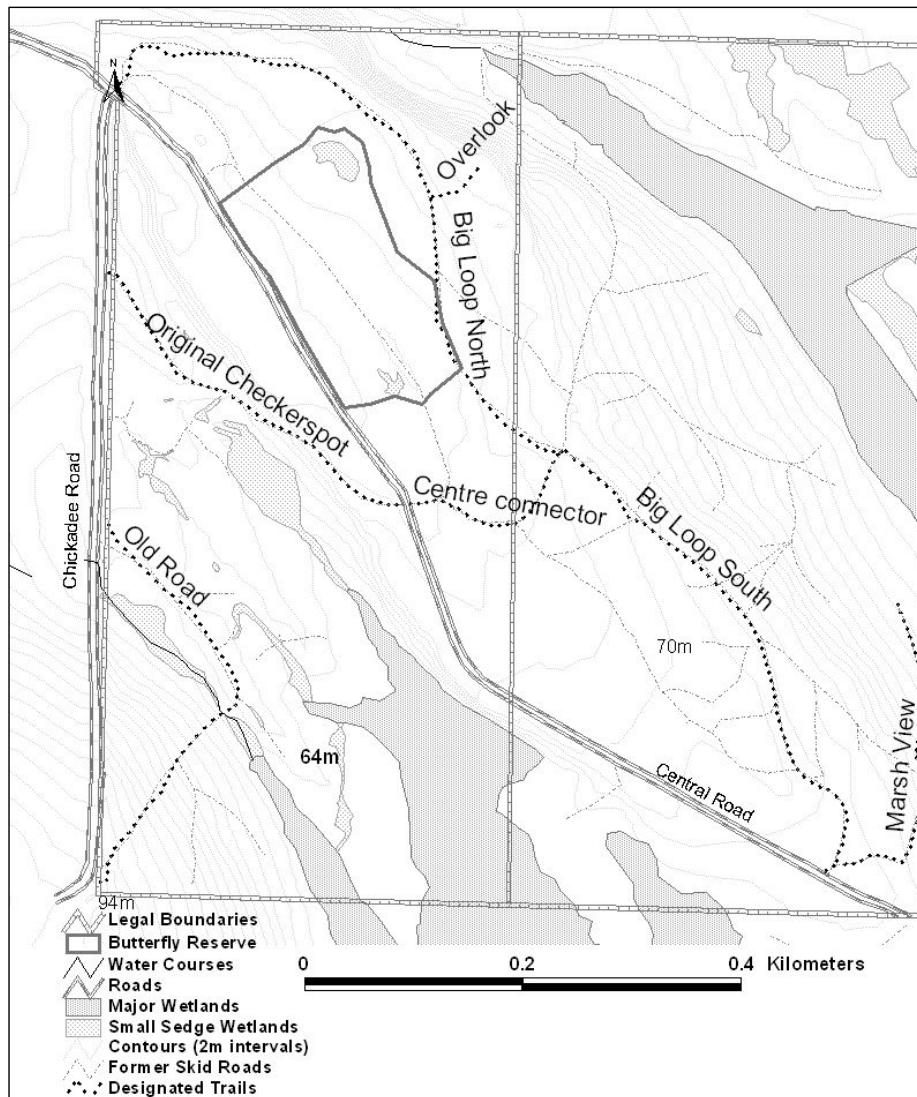 N
Overlook
Big Loop North
Original Checkerspot
Centre connector
Chickadee Road
Old Road
Big Loop South
70m
64m
Central Road
Marsh View
94m
Legal Boundaries
Butterfly Reserve
Water Courses
Roads
Major Wetlands
Small Sedge Wetlands
Contours (2m intervals)
Former Skid Roads
Designated Trails
0 0.2 0.4 Kilometers